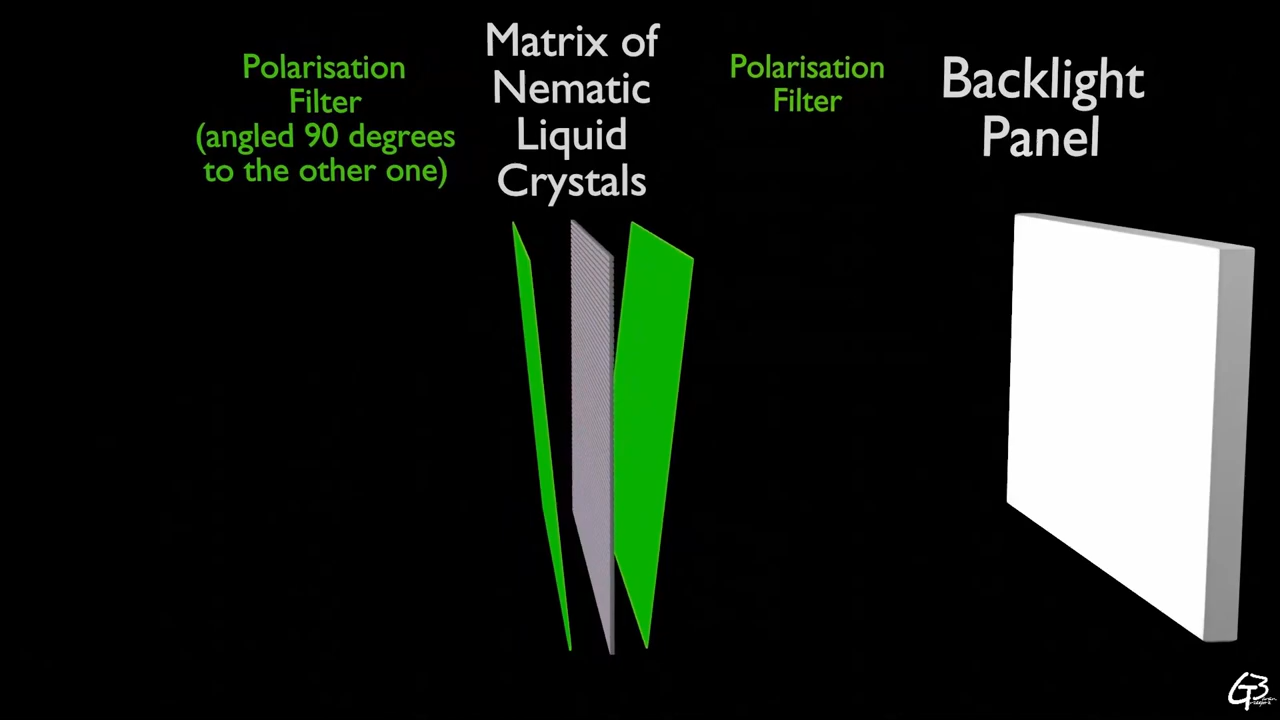 Polarisation
Filter
(angled 90 degrees
to the other one)
Matrix of
Nematic
Liquid
Crystals
Polarisation
Filter
Backlight
Panel